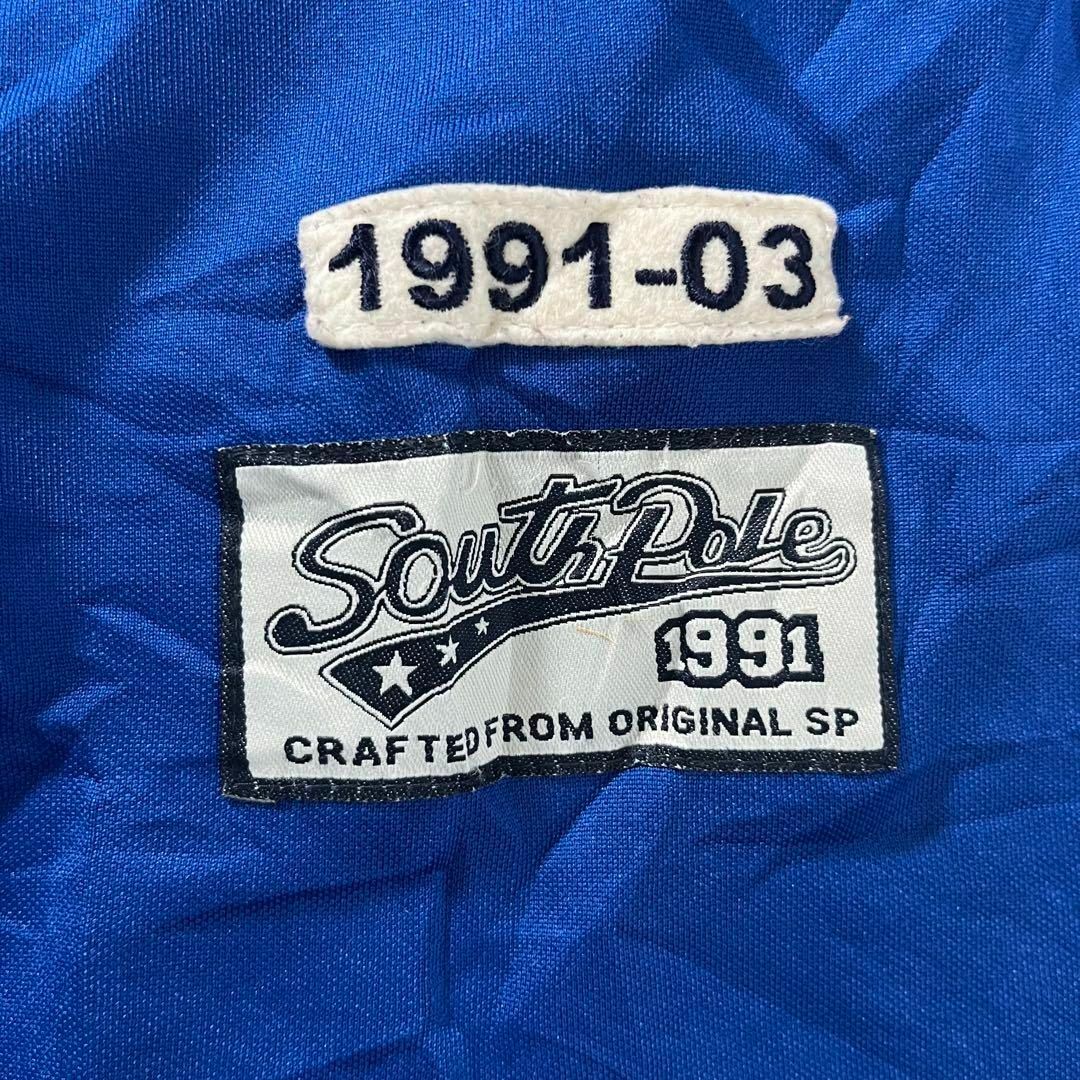 1991-03
SouthPole
1991
CRAFTED FROM ORIGINAL SP